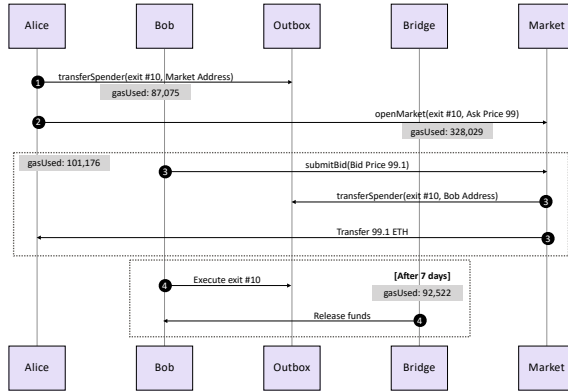 Alice
Bob
Outbox
Bridge
Market
1
transferSpender(exit #10, Market Address)
gasUsed: 87,075
2
openMarket(exit #10, Ask Price 99)
gasUsed: 328,029
gasUsed: 101,176
3
submitBid(Bid Price 99.1)
transferSpender(exit #10, Bob Address)
3
Transfer 99.1 ETH
3
[After 7 days]
4
Execute exit #10
gasUsed: 92,522
Release funds
4
Alice
Bob
Outbox
Bridge
Market